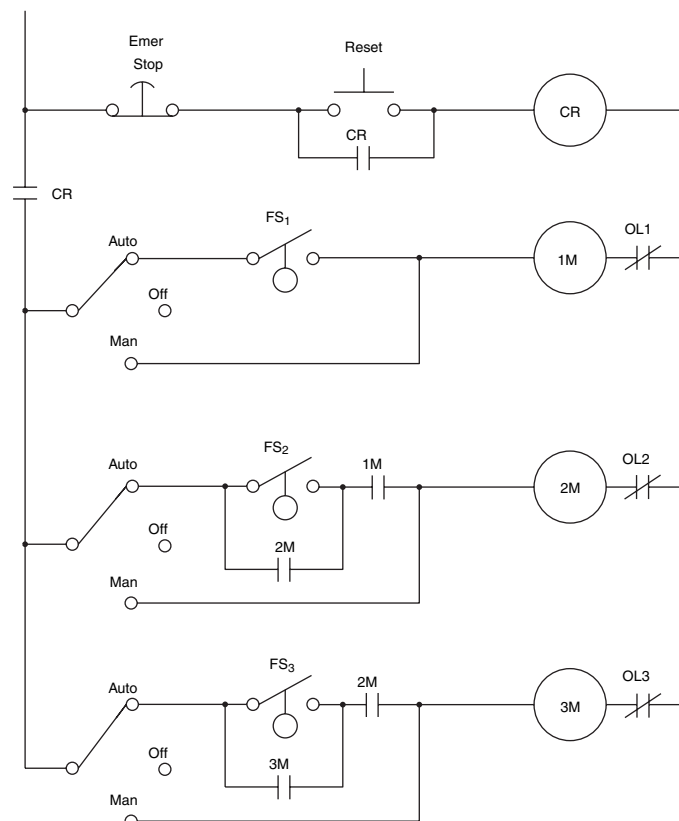 Emer
Stop
Reset
CR
CR
CR
Auto
FS₁
1M
OL1
Off
Man
Auto
FS₂
1M
2M
OL2
Off
2M
Man
Auto
FS₃
2M
3M
OL3
Off
3M
Man